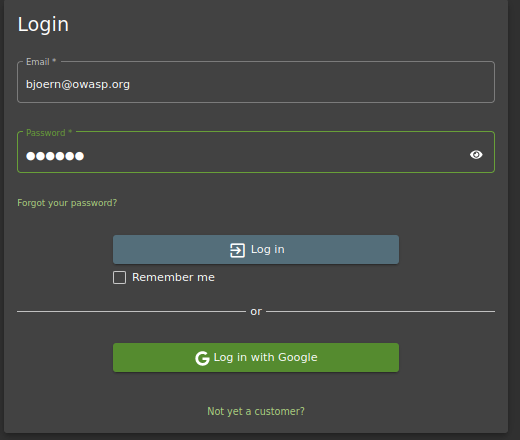 Login
Email *
bjoern@owasp.org
Password *
●●●●●●
Forgot your password?
Log in
Remember me
or
Log in with Google
Not yet a customer?